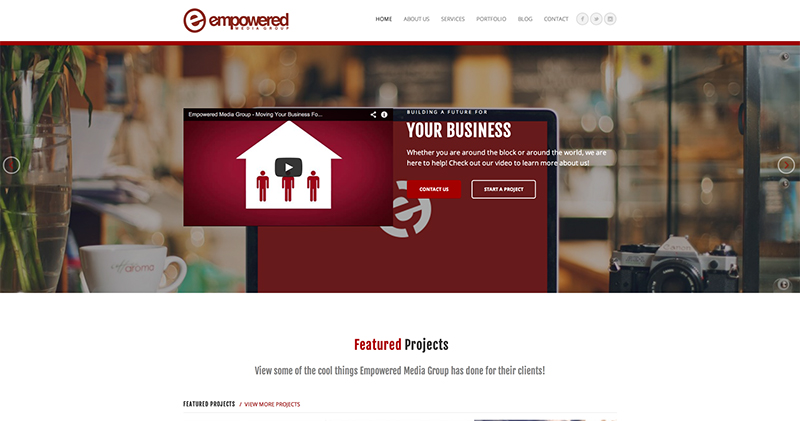 e empowered
MEDIA GROUP
HOME ABOUT US SERVICES PORTFOLIO BLOG CONTACT
Empowered Media Group - Moving Your Business Fo...
BUILDING A FUTURE FOR
YOUR BUSINESS
Whether you are around the block or around the world, we are
here to help! Check out our video to learn more about us!
CONTACT US START A PROJECT
aroma
Featured Projects
View some of the cool things Empowered Media Group has done for their clients!
FEATURED PROJECTS / VIEW MORE PROJECTS